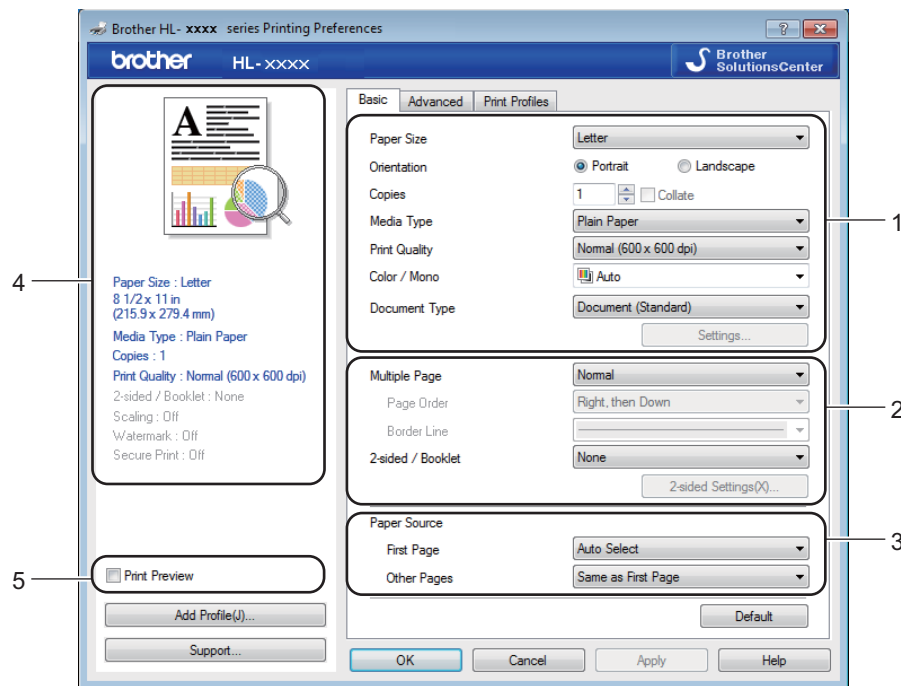 Brother HL- xxxx series Printing Preferences
brother HL- xxxx
Brother
SolutionsCenter
Basic Advanced Print Profiles
A
Paper Size Letter
Orientation Portrait Landscape
Copies 1 Collate
Media Type Plain Paper
1
Print Quality Normal (600 x 600 dpi)
Color / Mono Auto
Document Type Document (Standard)
Settings...
4
Paper Size : Letter
8 1/2 x 11 in
(215.9 x 279.4 mm)
Media Type : Plain Paper
Copies : 1
Print Quality : Normal (600 x 600 dpi)
2-sided / Booklet : None
Scaling : Off
Watermark : Off
Secure Print : Off
Multiple Page Normal
Page Order Right, then Down
2
Border Line
2-sided / Booklet None
2-sided Settings(X)...
Paper Source
First Page Auto Select
3
Other Pages Same as First Page
5
Print Preview
Add Profile(J)...
Support...
Default
OK Cancel Apply Help